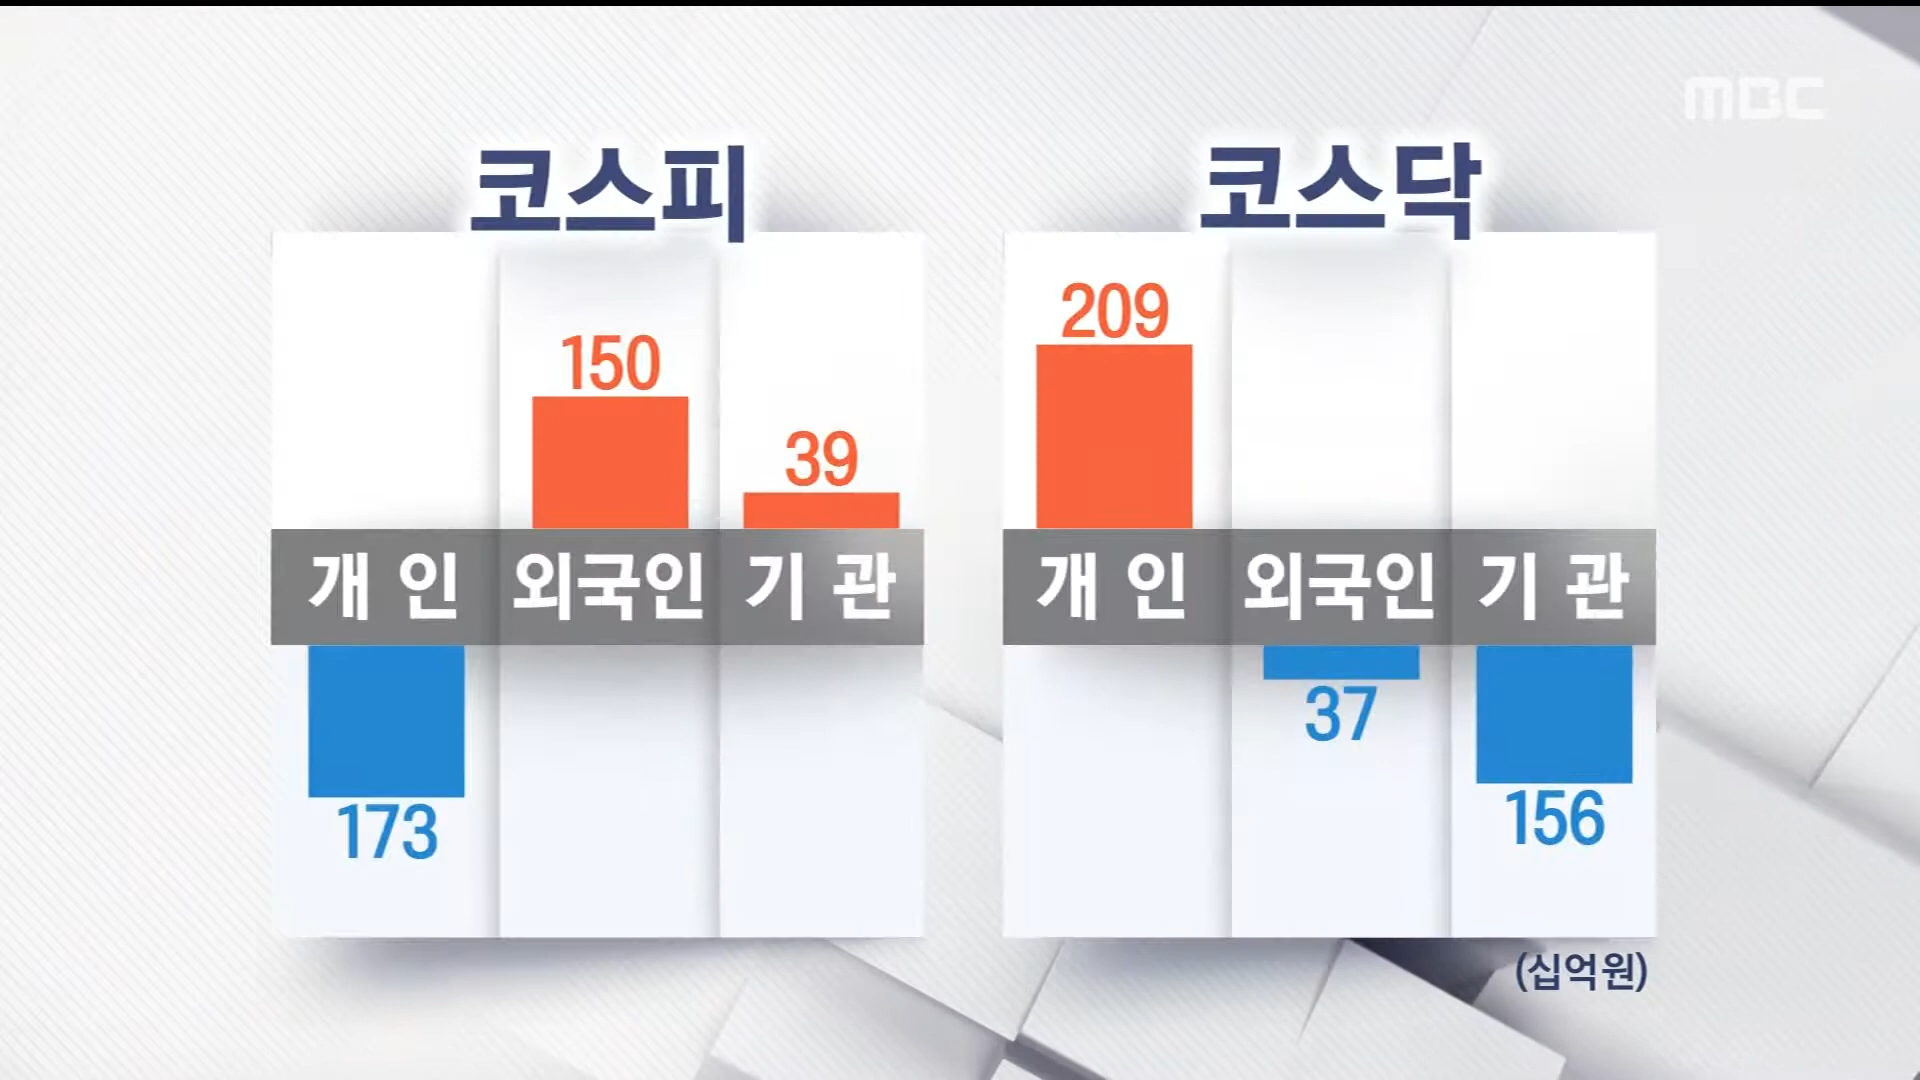 MBC
코스피
150
39
개 인 외국인 기 관
173
코스닥
209
개 인 외국인 기 관
37
156
(십억원)